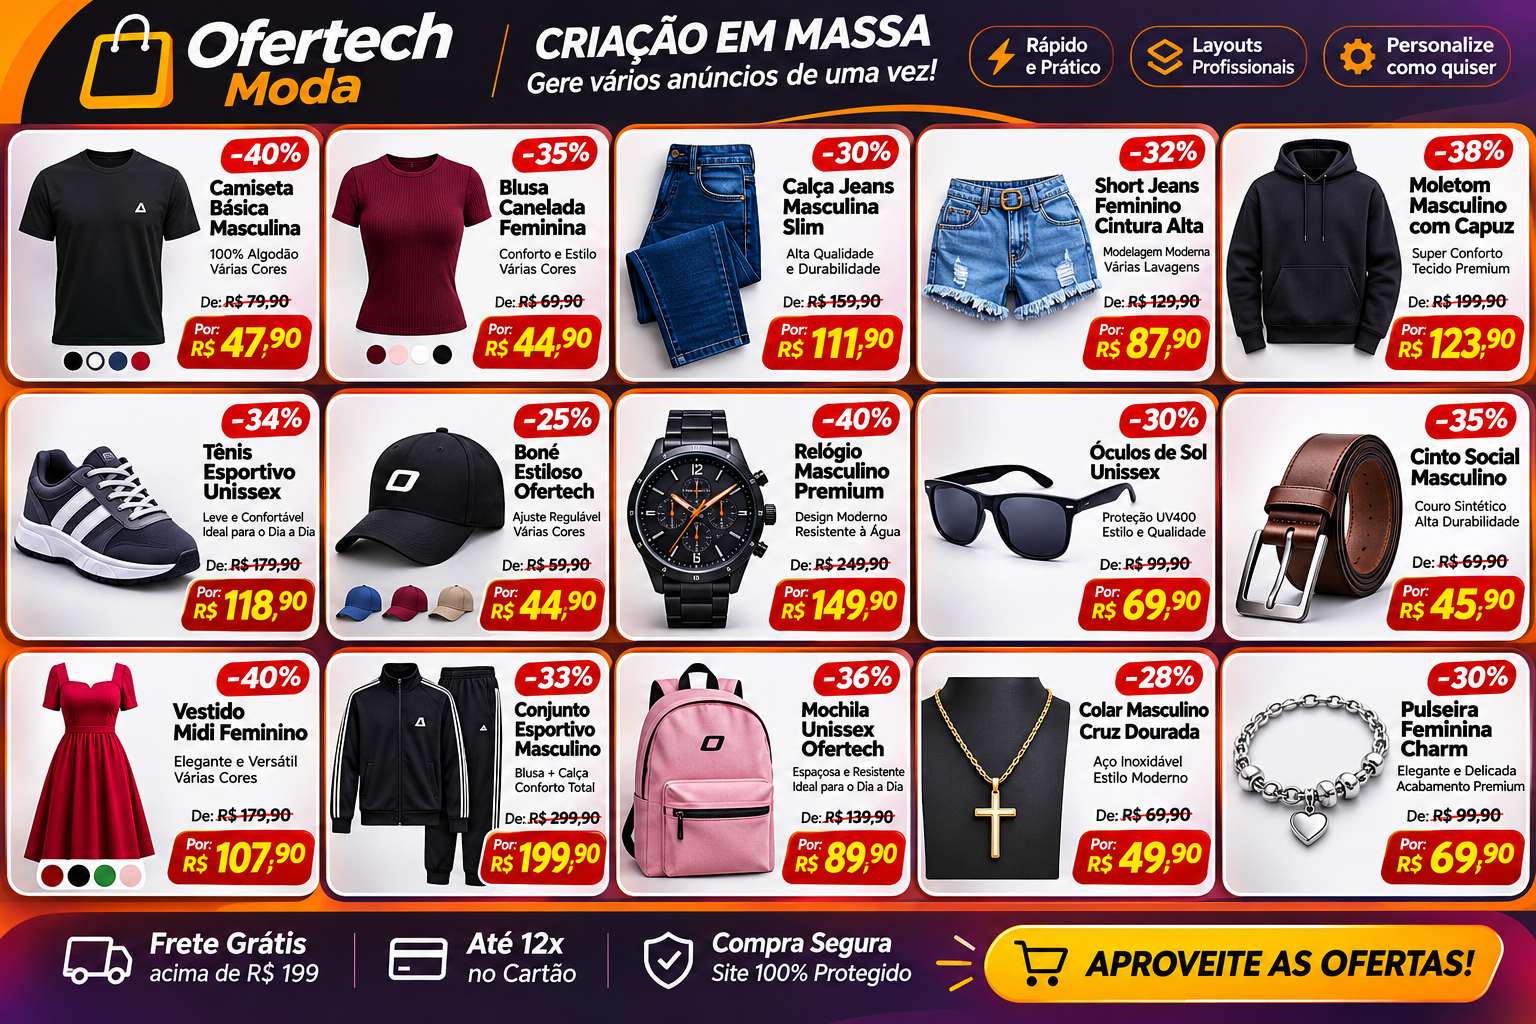 Ofertech
Moda
CRIAÇÃO EM MASSA
Gere vários anúncios de uma vez!
Rápido
e Prático
Layouts
Profissionais
Personalize
como quiser
-40%
Camiseta
Básica
Masculina
100% Algodão
Várias Cores
De: R$ 79,90
Por:
R$ 47,90
-35%
Blusa
Canelada
Feminina
Conforto e Estilo
Várias Cores
De: R$ 69,90
Por:
R$ 44,90
-30%
Calça Jeans
Masculina
Slim
Alta Qualidade
e Durabilidade
De: R$ 159,90
Por:
R$ 111,90
-32%
Short Jeans
Feminino
Cintura Alta
Modelagem Moderna
Várias Lavagens
De: R$ 129,90
Por:
R$ 87,90
-38%
Moletom
Masculino
com Capuz
Super Conforto
Tecido Premium
De: R$ 199,90
Por:
R$ 123,90
-34%
Tênis
Esportivo
Unissex
Leve e Confortável
Ideal para o Dia a Dia
De: R$ 179,90
Por:
R$ 118,90
-25%
Boné
Estiloso
Ofertech
Ajuste Regulável
Várias Cores
De: R$ 59,90
Por:
R$ 44,90
-40%
Relógio
Masculino
Premium
Design Moderno
Resistente à Água
De: R$ 249,90
Por:
R$ 149,90
-30%
Óculos de Sol
Unissex
Proteção UV400
Estilo e Qualidade
De: R$ 99,90
Por:
R$ 69,90
-35%
Cinto Social
Masculino
Couro Sintético
Alta Durabilidade
De: R$ 69,90
Por:
R$ 45,90
-40%
Vestido
Midi Feminino
Elegante e Versátil
Várias Cores
De: R$ 179,90
Por:
R$ 107,90
-33%
Conjunto
Esportivo
Masculino
Blusa + Calça
Conforto Total
De: R$ 299,90
Por:
R$ 199,90
-36%
Mochila
Unissex
Ofertech
Espaçosa e Resistente
Ideal para o Dia a Dia
De: R$ 139,90
Por:
R$ 89,90
-28%
Colar Masculino
Cruz Dourada
Aço Inoxidável
Estilo Moderno
De: R$ 69,90
Por:
R$ 49,90
-30%
Pulseira
Feminina
Charm
Elegante e Delicada
Acabamento Premium
De: R$ 99,90
Por:
R$ 69,90
Frete Grátis
acima de R$ 199
Até 12x
no Cartão
Compra Segura
Site 100% Protegido
APROVEITE AS OFERTAS!